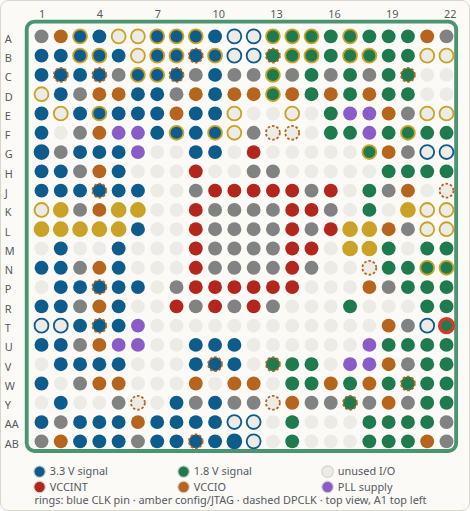 1 4 7 10 13 16 19 22
A
B
C
D
E
F
G
H
J
K
L
M
N
P
R
T
U
V
W
Y
AA
AB
3.3 V signal 1.8 V signal unused I/O
VCCINT VCCIO PLL supply
rings: blue CLK pin · amber config/JTAG · dashed DPCLK · top view, A1 top left